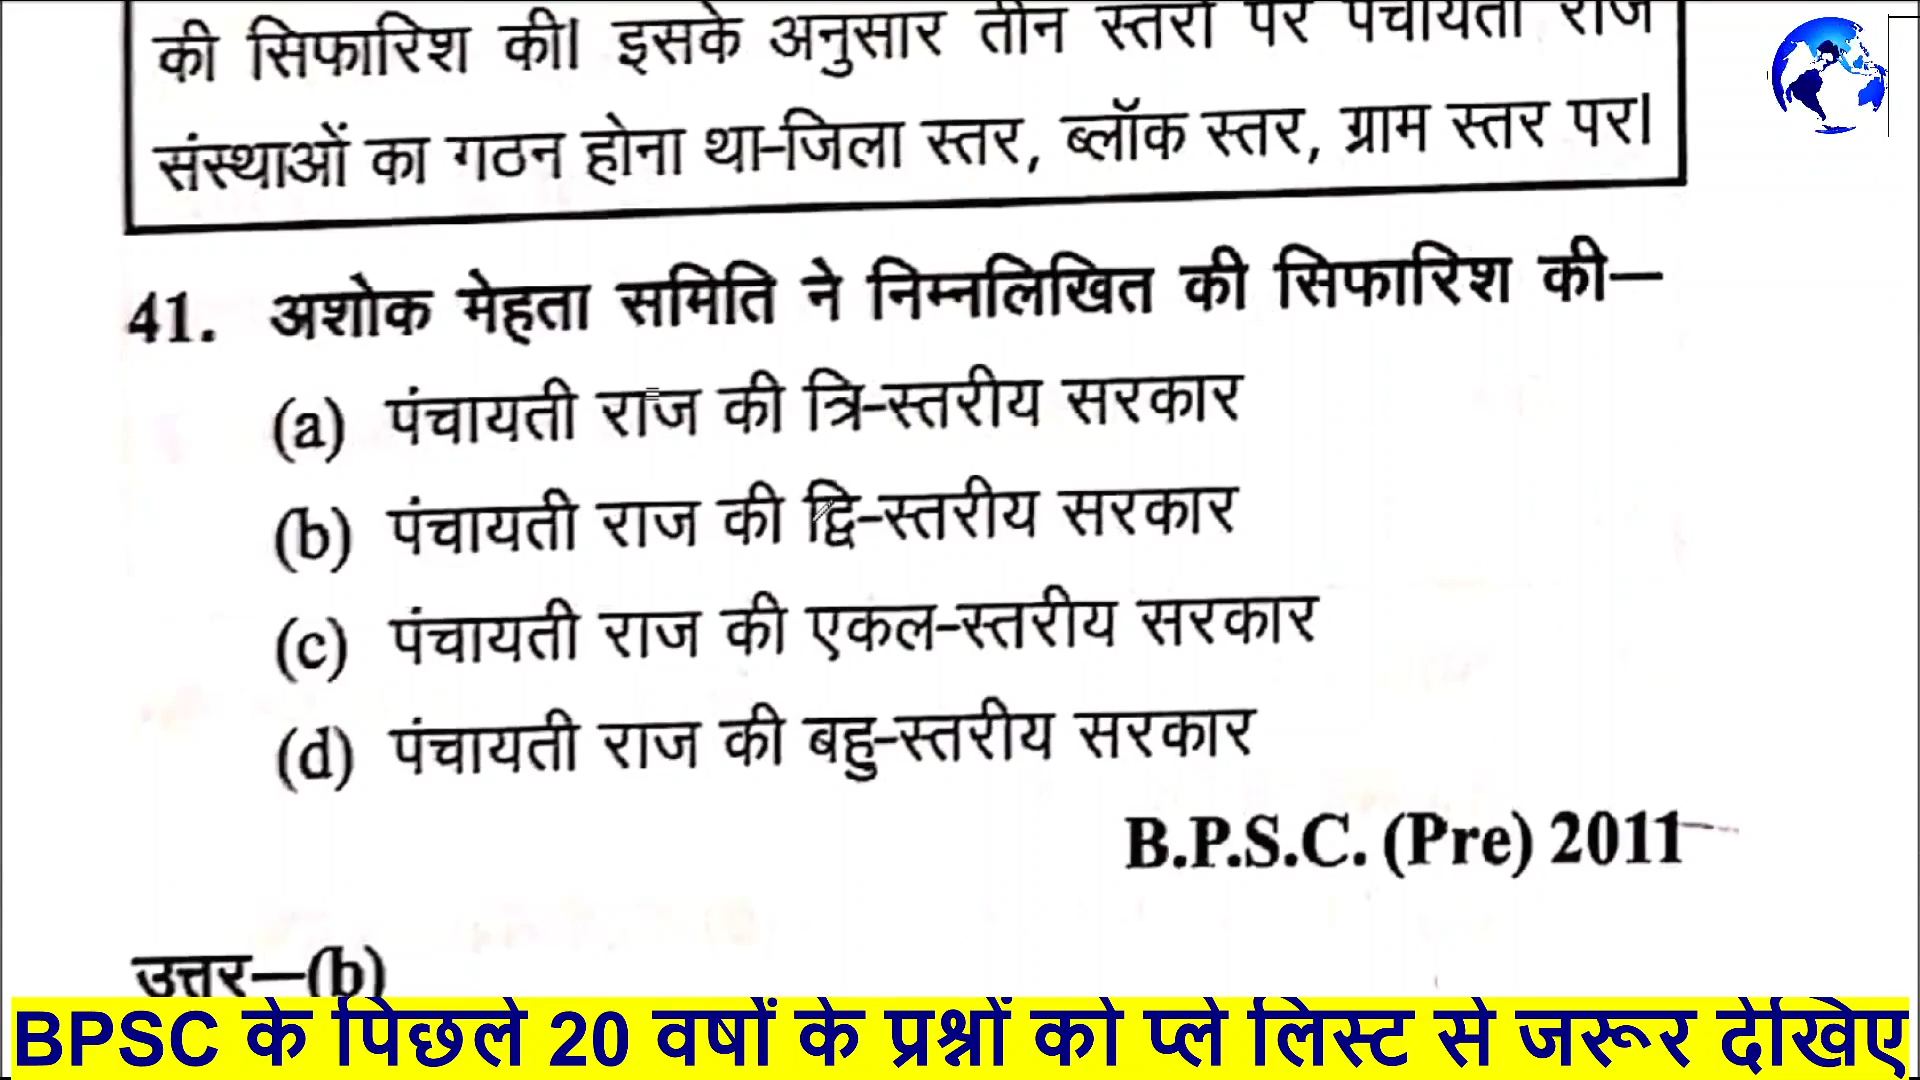 की सिफारिश की। इसके अनुसार तीन स्तरों पर पंचायती राज
संस्थाओं का गठन होना था–जिला स्तर, ब्लॉक स्तर, ग्राम स्तर पर।
41. अशोक मेहता समिति ने निम्नलिखित की सिफारिश की—
(a) पंचायती राज की त्रि-स्तरीय सरकार
(b) पंचायती राज की द्वि-स्तरीय सरकार
(c) पंचायती राज की एकल-स्तरीय सरकार
(d) पंचायती राज की बहु-स्तरीय सरकार
B.P.S.C. (Pre) 2011
उत्तर—(b)
BPSC के पिछले 20 वर्षों के प्रश्नों को प्ले लिस्ट से जरूर देखिए